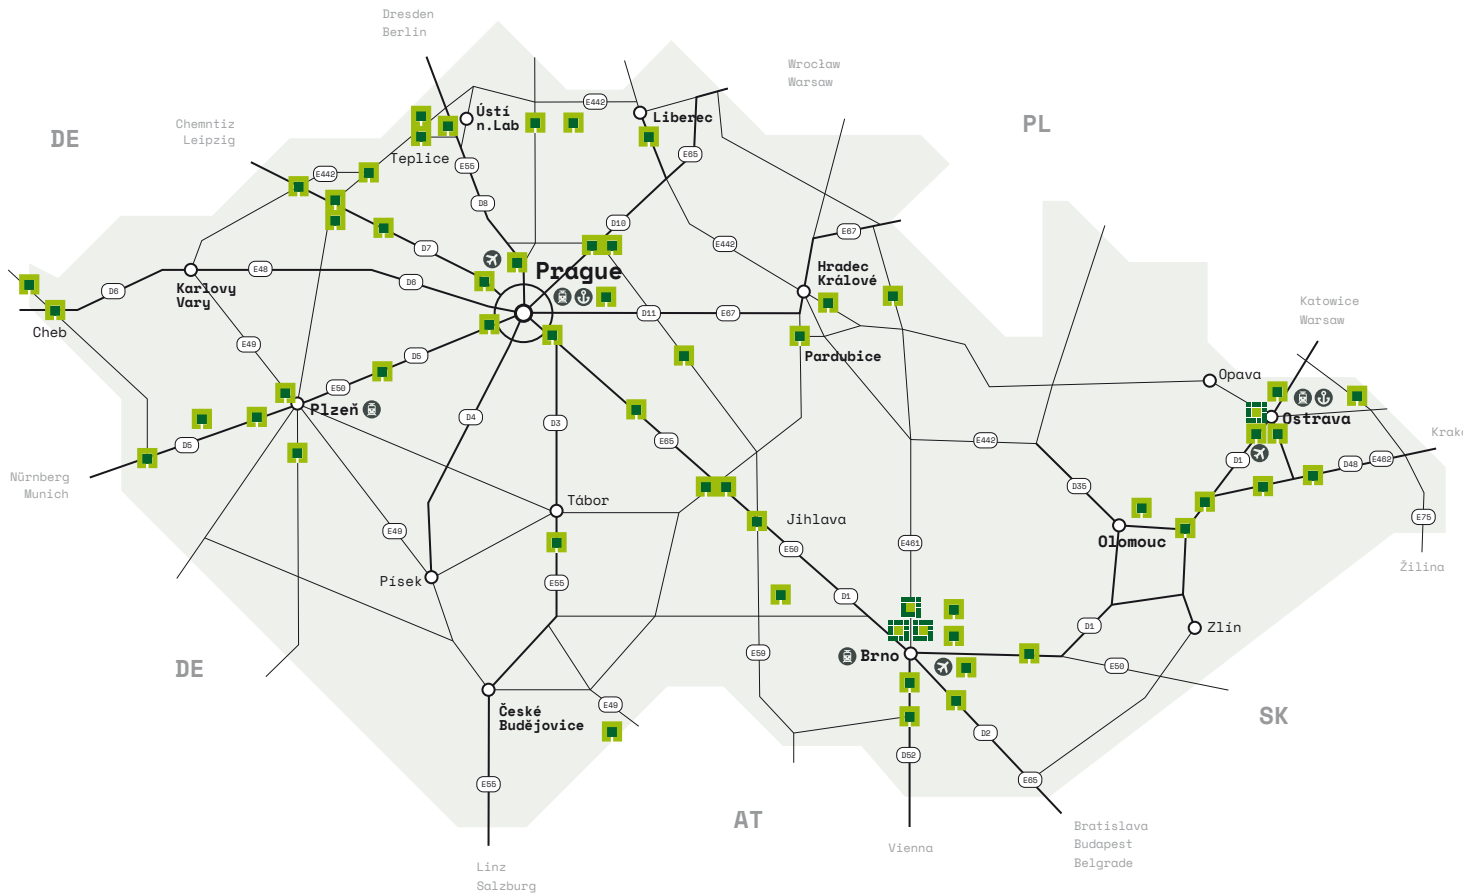 Dresden
Berlin
Wrocław
Warsaw
DE
Chemntiz
Leipzig
PL
Ústí
n.Lab
E442
Liberec
Teplice
E55
E65
E442
D8
D10
E67
D7
E442
Prague
Hradec
Králové
E48
D6
D6
Karlovy
Vary
Katowice
Warsaw
D11
E67
Cheb
E49
D5
Pardubice
Opava
E50
Plzeň
D4
D3
Ostrava
E65
E442
D5
D1
D48
E462
Krako
Nürnberg
Munich
D35
Tábor
E49
Jihlava
E75
E461
E50
Olomouc
Žilina
Písek
E55
D1
D1
Zlín
E59
Brno
E50
DE
E49
České
Budějovice
SK
D2
D52
E55
E65
AT
Vienna
Bratislava
Budapest
Belgrade
Linz
Salzburg